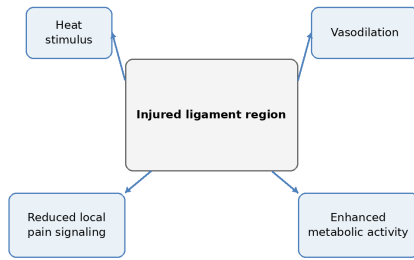 Heat
stimulus
Vasodilation
Injured ligament region
Reduced local
pain signaling
Enhanced
metabolic activity